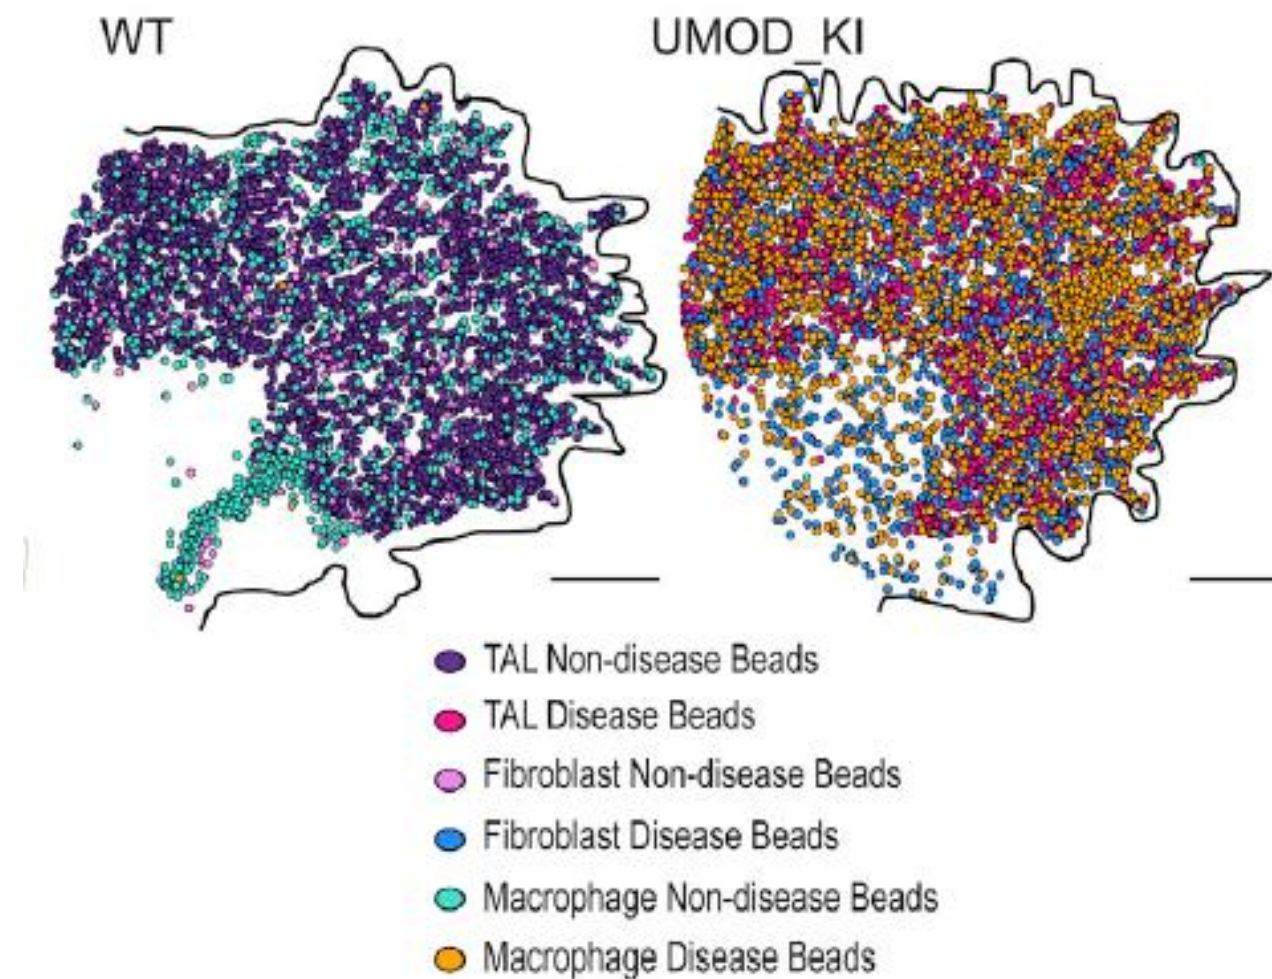 WT
UMOD_KI
TAL Non-disease Beads
TAL Disease Beads
Fibroblast Non-disease Beads
Fibroblast Disease Beads
Macrophage Non-disease Beads
Macrophage Disease Beads